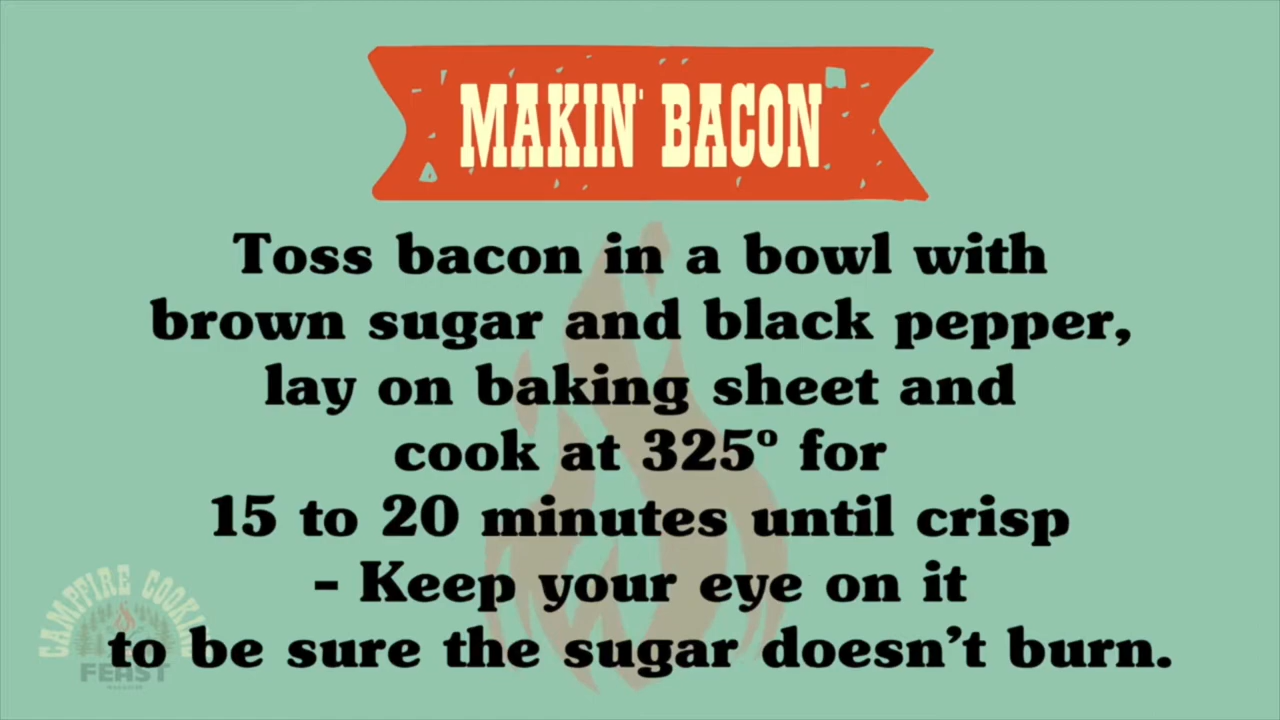 MAKIN' BACON
Toss bacon in a bowl with
brown sugar and black pepper,
lay on baking sheet and
cook at 325º for
15 to 20 minutes until crisp
- Keep your eye on it
to be sure the sugar doesn’t burn.
FEAST
MAGAZINE